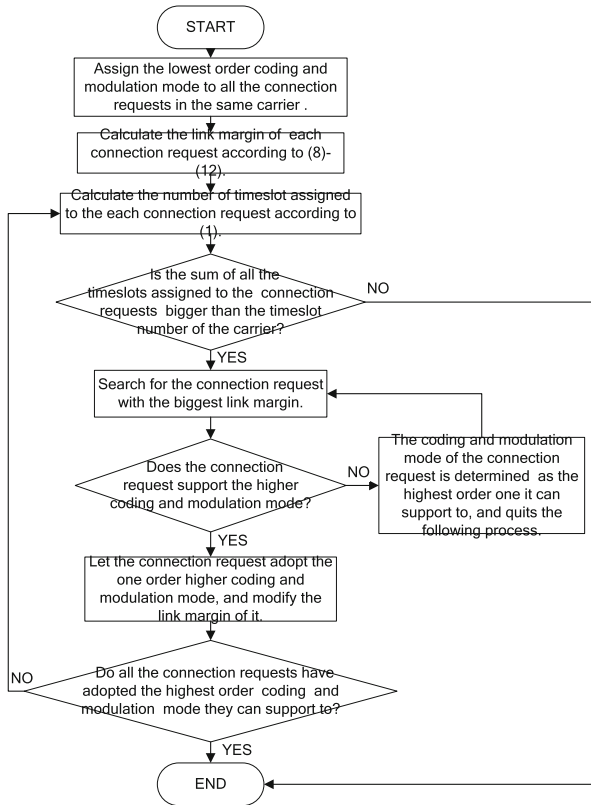 START
Assign the lowest order coding and
modulation mode to all the connection
requests in the same carrier .
Calculate the link margin of each
connection request according to (8)-
(12).
Calculate the number of timeslot assigned
to the each connection request according to
(1).
Is the sum of all the
timeslots assigned to the connection
requests bigger than the timeslot
number of the carrier?
NO
YES
Search for the connection request
with the biggest link margin.
Does the connection
request support the higher
coding and modulation mode?
NO
The coding and modulation
mode of the connection
request is determined as the
highest order one it can
support to, and quits the
following process.
YES
Let the connection request adopt the
one order higher coding and
modulation mode, and modify the
link margin of it.
Do all the connection requests have
adopted the highest order coding and
modulation mode they can support to?
NO
YES
END